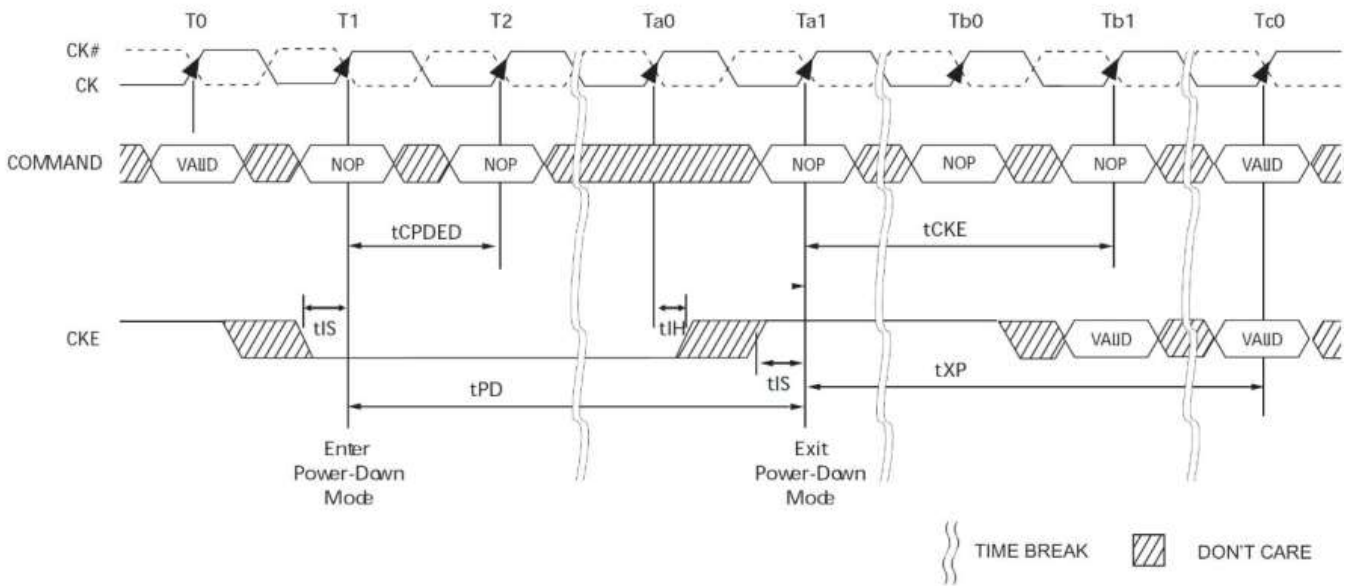 T0 T1 T2 Ta0 Ta1 Tb0 Tb1 Tc0
CK#
CK
COMMAND VALID NOP NOP NOP NOP NOP VALID
tCPDED tCKE
tIS tIH
CKE VALID VALID
tIS tXP
tPD
Enter
Power-Down
Mode
Exit
Power-Down
Mode
TIME BREAK DON'T CARE